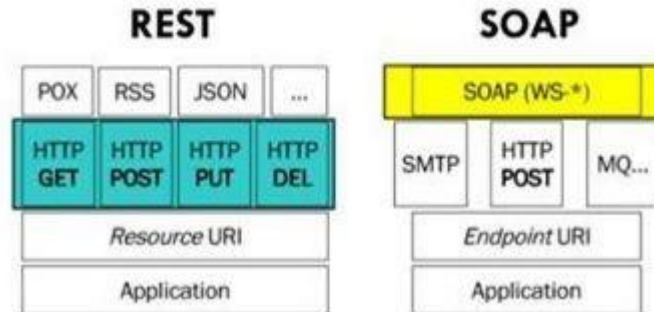 REST
POX RSS JSON ...
HTTP HTTP HTTP HTTP
GET POST PUT DEL
Resource URI
Application
SOAP
SOAP (WS-*)
SMTP HTTP POST MQ...
Endpoint URI
Application